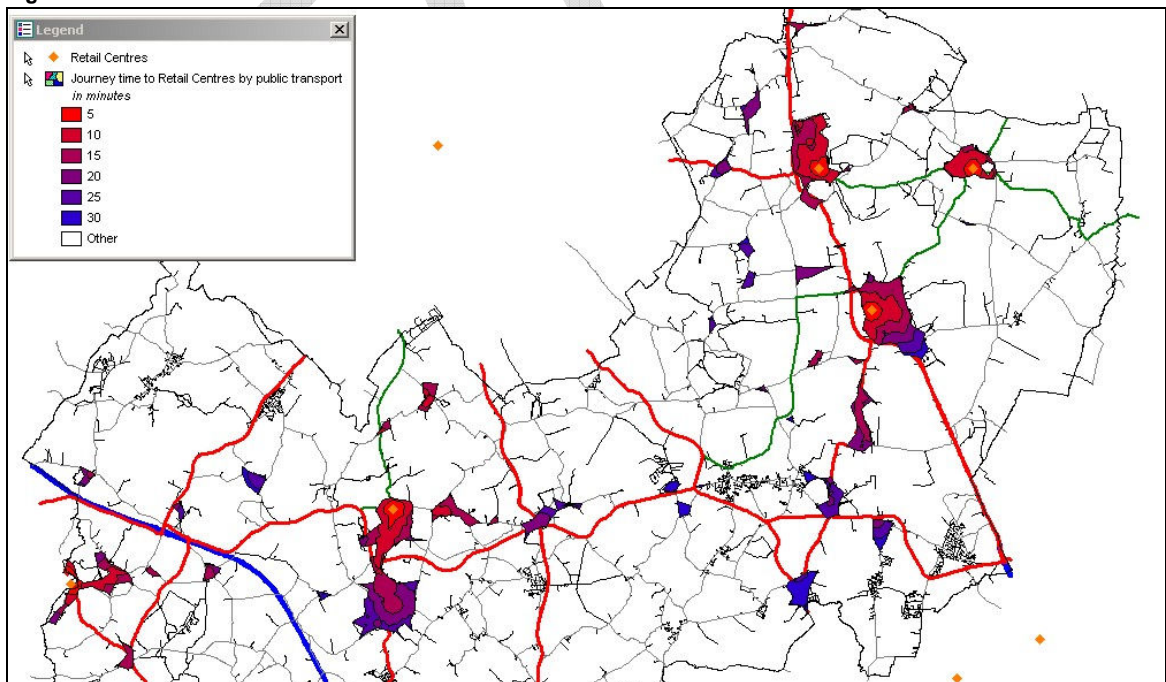 Legend
Retail Centres
Journey time to Retail Centres by public transport
in minutes
5
10
15
20
25
30
Other